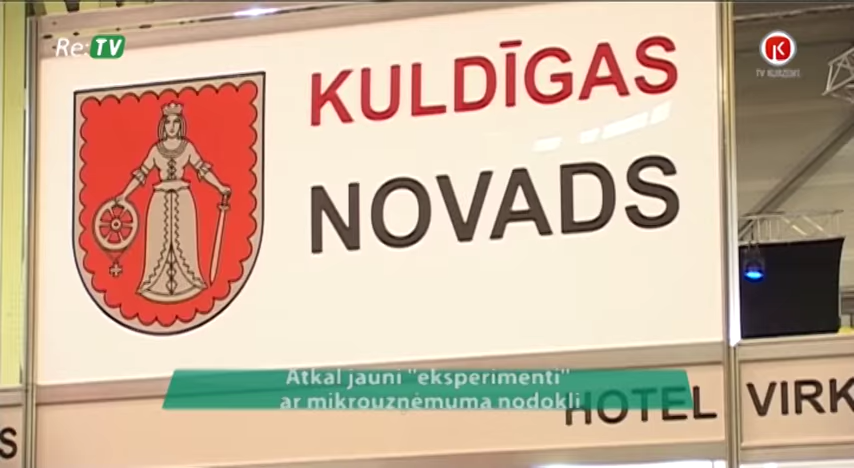 Re:TV
K
TV KURZEME
KULDĪGAS
NOVADS
Atkal jauni "eksperimenti"
ar mikrouzņēmuma nodokli
HOTEL
VIRK
S